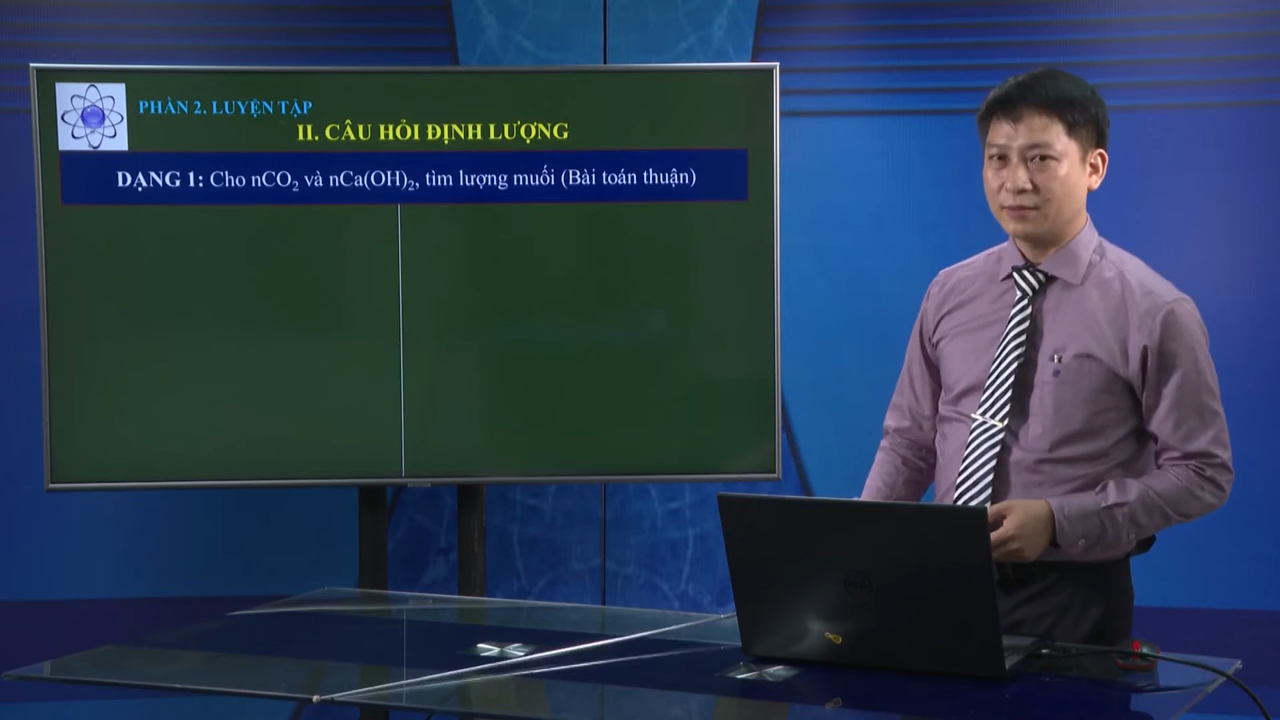 PHẦN 2. LUYỆN TẬP
II. CÂU HỎI ĐỊNH LƯỢNG
DẠNG 1: Cho nCO₂ và nCa(OH)₂, tìm lượng muối (Bài toán thuận)